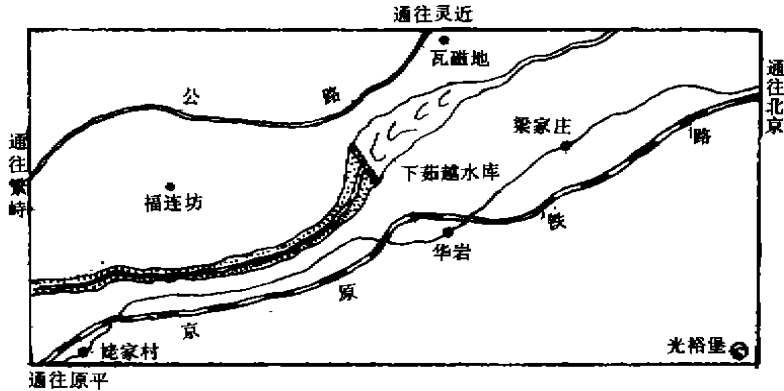 通往灵近
瓦磁地
公路
通往北京
梁家庄
路
通往繁峙
下茹越水库
福连坊
铁
华岩
原
京
姥家村
光裕堡
通往原平